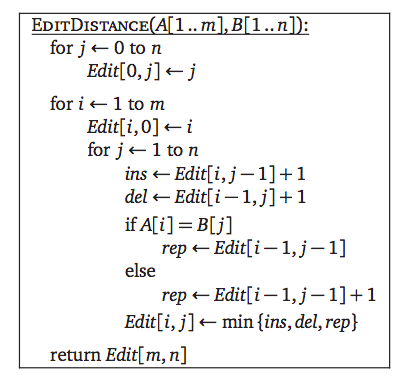 EDITDISTANCE(A[1..m],B[1..n]):
for j ← 0 to n
Edit[0, j] ← j
for i ← 1 to m
Edit[i,0] ← i
for j ← 1 to n
ins ← Edit[i, j−1]+1
del ← Edit[i−1, j]+1
if A[i] = B[j]
rep ← Edit[i−1, j−1]
else
rep ← Edit[i−1, j−1]+1
Edit[i, j] ← min {ins, del, rep}
return Edit[m, n]